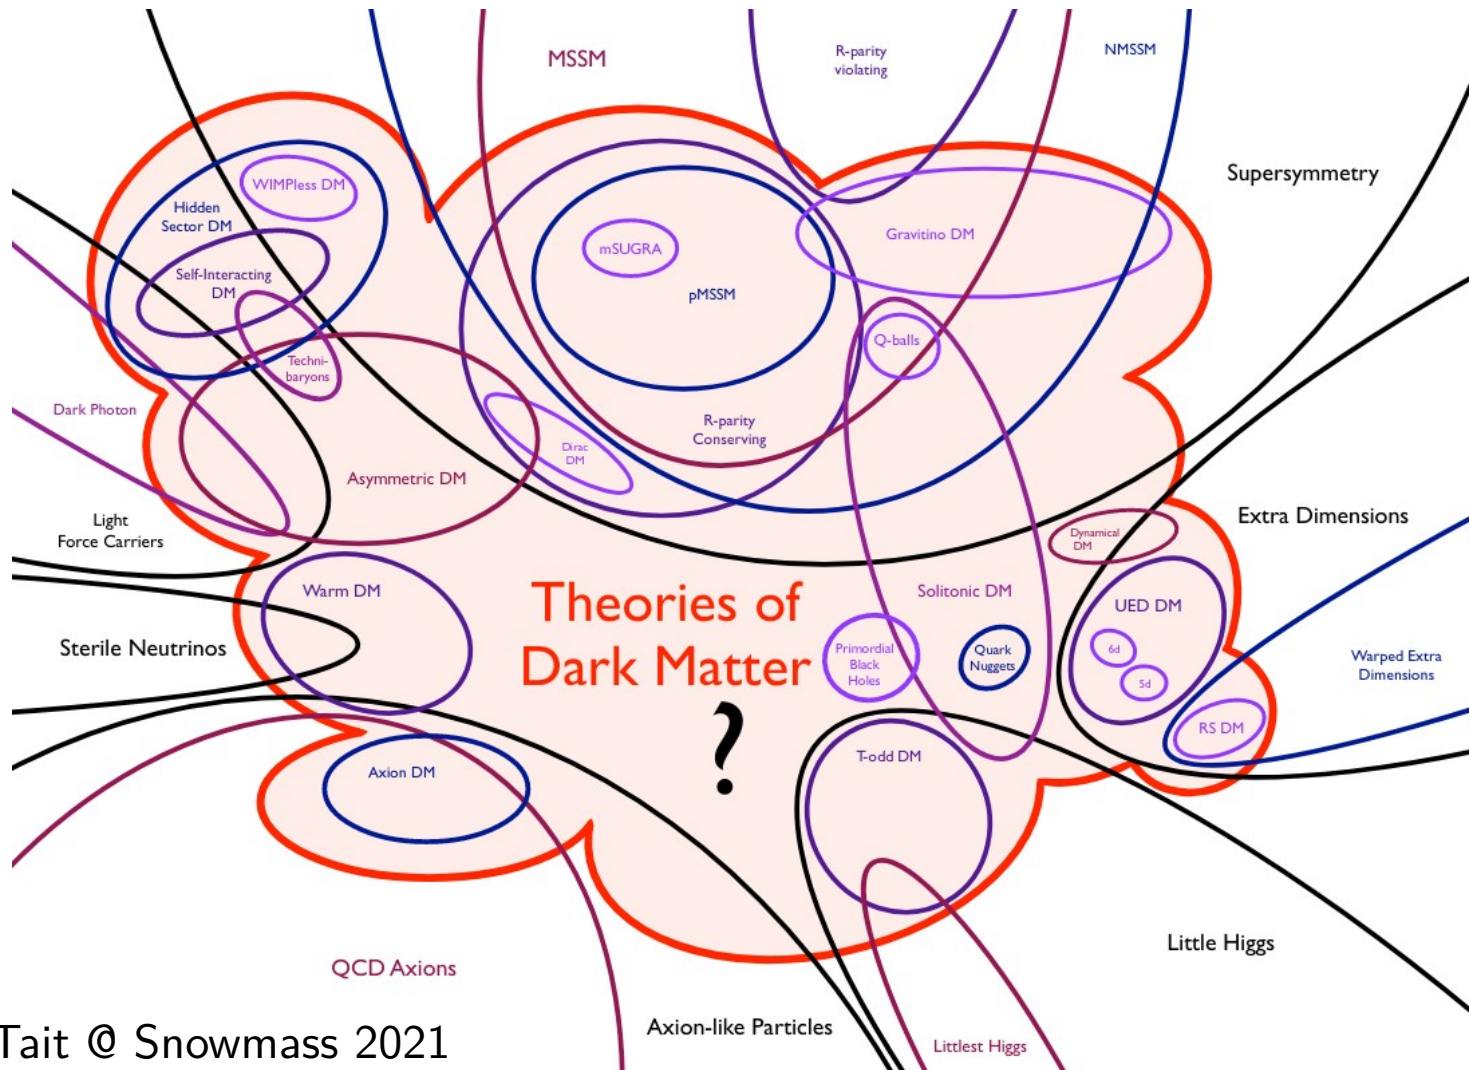 MSSM
R-parity
violating
NMSSM
Supersymmetry
WIMPless DM
Hidden
Sector DM
Self-Interacting
DM
mSUGRA
pMSSM
Gravitino DM
Q-balls
Techni-
baryons
Dark Photon
R-parity
Conserving
Dirac
DM
Asymmetric DM
Light
Force Carriers
Extra Dimensions
Dynamical
DM
Warm DM
Theories of
Dark Matter
?
Solitonic DM
UED DM
6d
5d
Sterile Neutrinos
Primordial
Black
Holes
Quark
Nuggets
Warped Extra
Dimensions
RS DM
T-odd DM
Axion DM
Little Higgs
QCD Axions
Axion-like Particles
Littlest Higgs
Tait @ Snowmass 2021